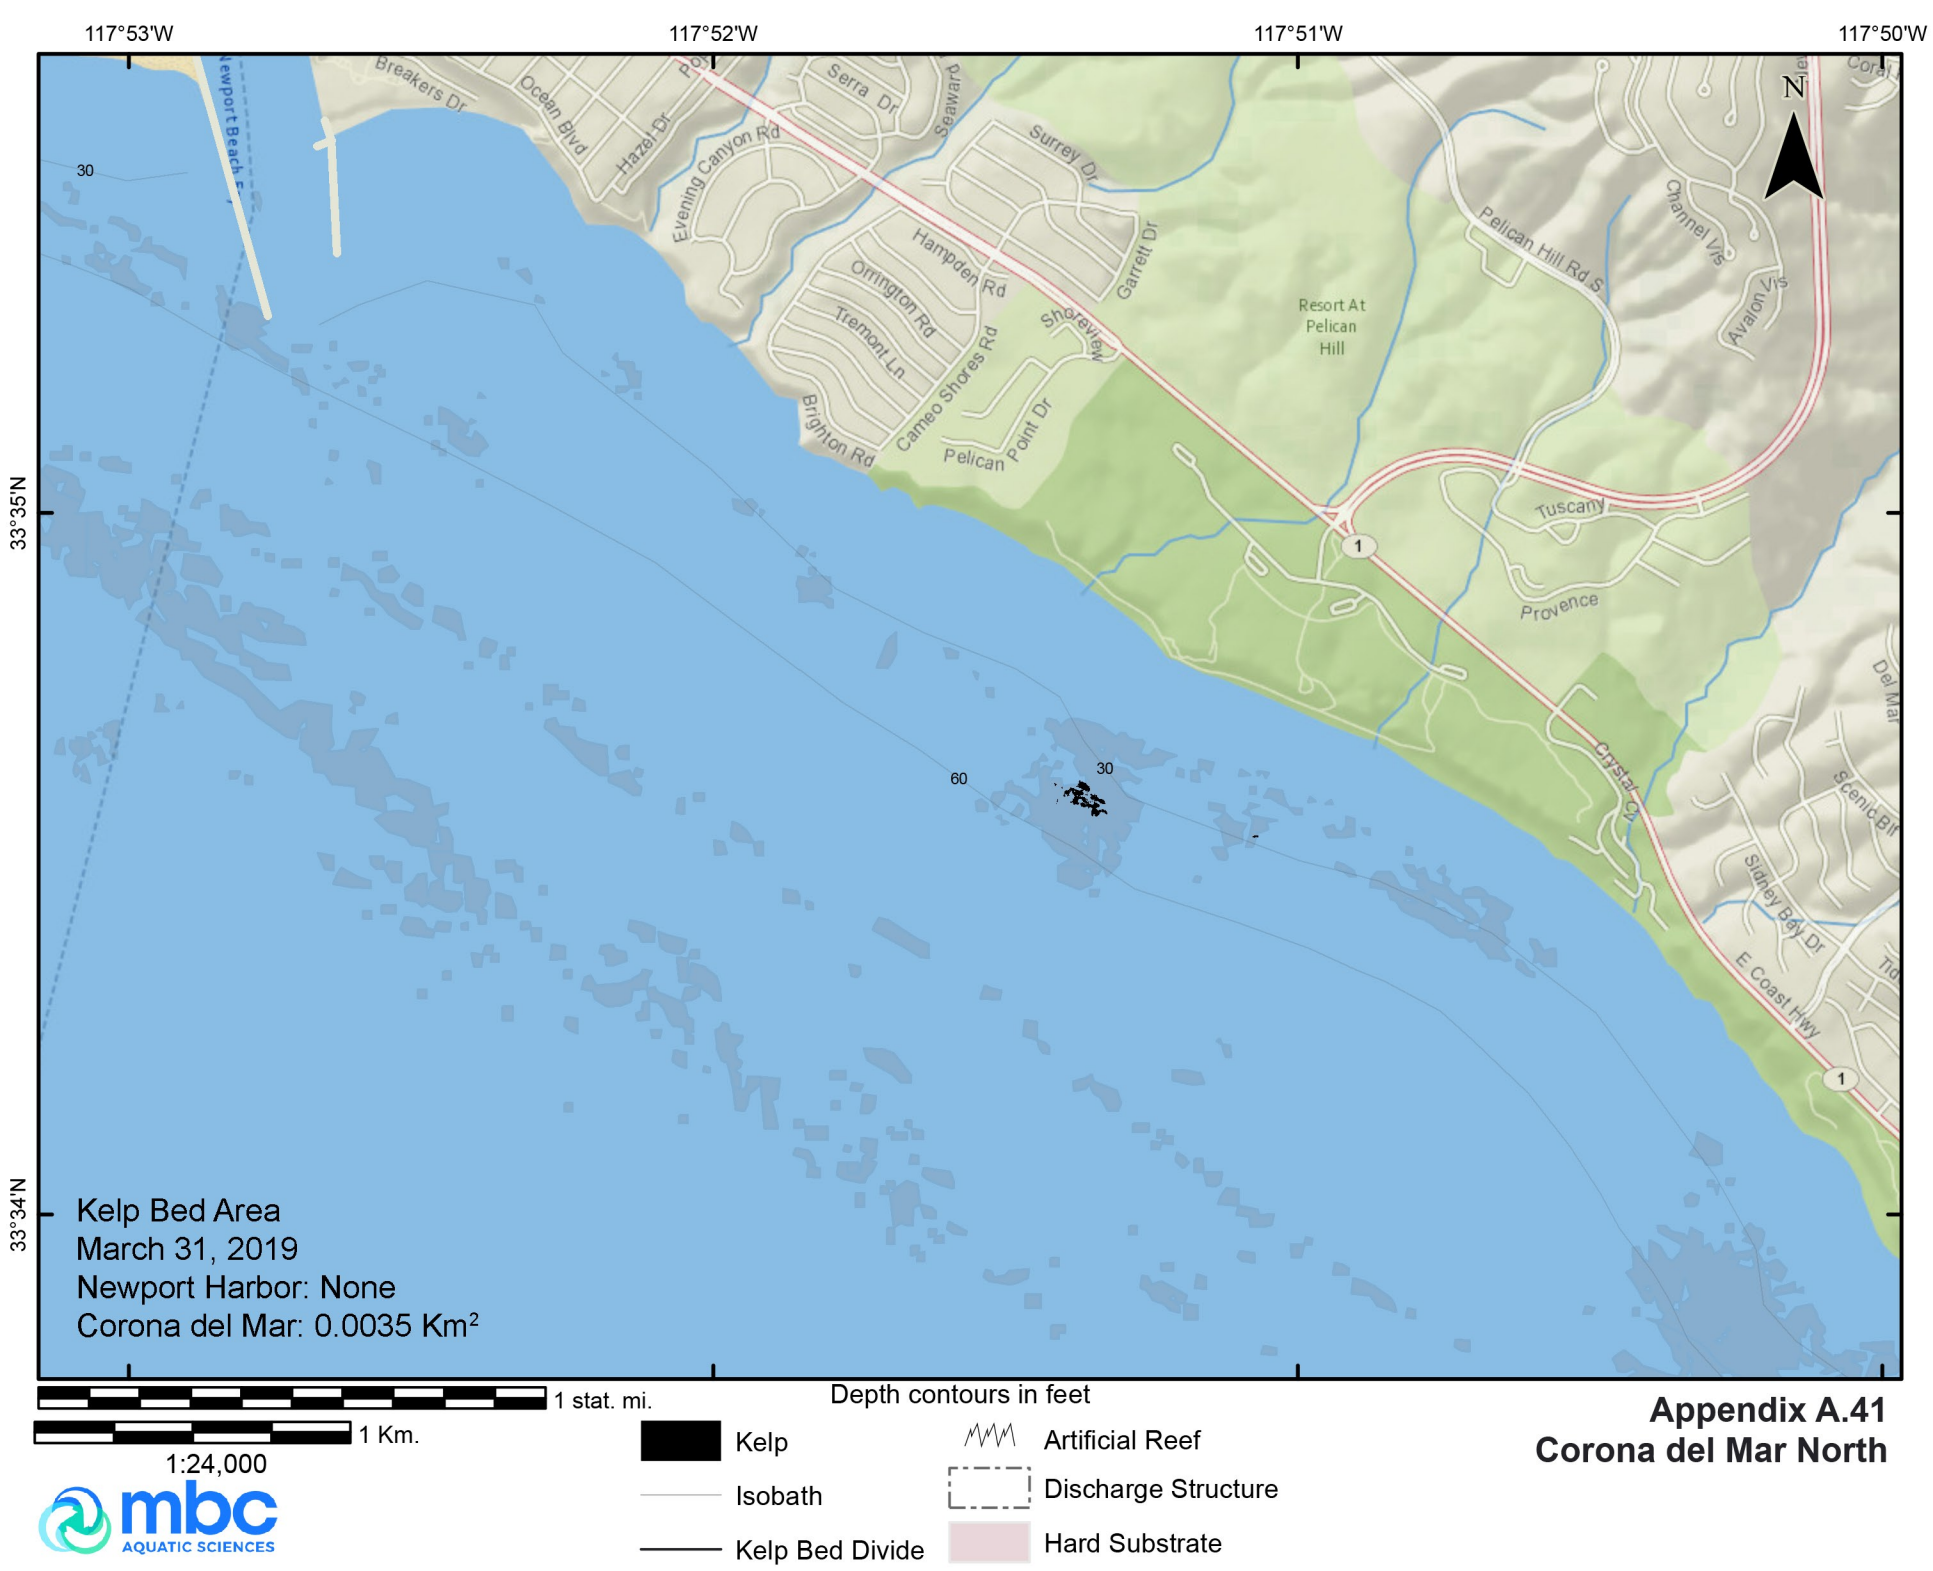 117°53'W
117°52'W
117°51'W
117°50'W
33°35'N
33°34'N
N
Breakers Dr
Ocean Blvd
Hazel Dr
Serra Dr
Seaward
Evening Canyon Rd
Surrey Dr
Garrett Dr
Hampden Rd
Orrington Rd
Tremont Ln
Cameo Shores Rd
Shoreview
Brighton Rd
Pelican
Point Dr
Resort At
Pelican
Hill
Pelican Hill Rd S
Channel Vis
Avalon Vis
Tuscany
Provence
1
Del Mar
Scenic Blf
Sidney Bay Dr
E Coast Hwy
1
30
60
30
Kelp Bed Area
March 31, 2019
Newport Harbor: None
Corona del Mar: 0.0035 Km²
1 stat. mi.
1 Km.
1:24,000
mbc
AQUATIC SCIENCES
Depth contours in feet
Kelp
Isobath
Kelp Bed Divide
Artificial Reef
Discharge Structure
Hard Substrate
Appendix A.41
Corona del Mar North